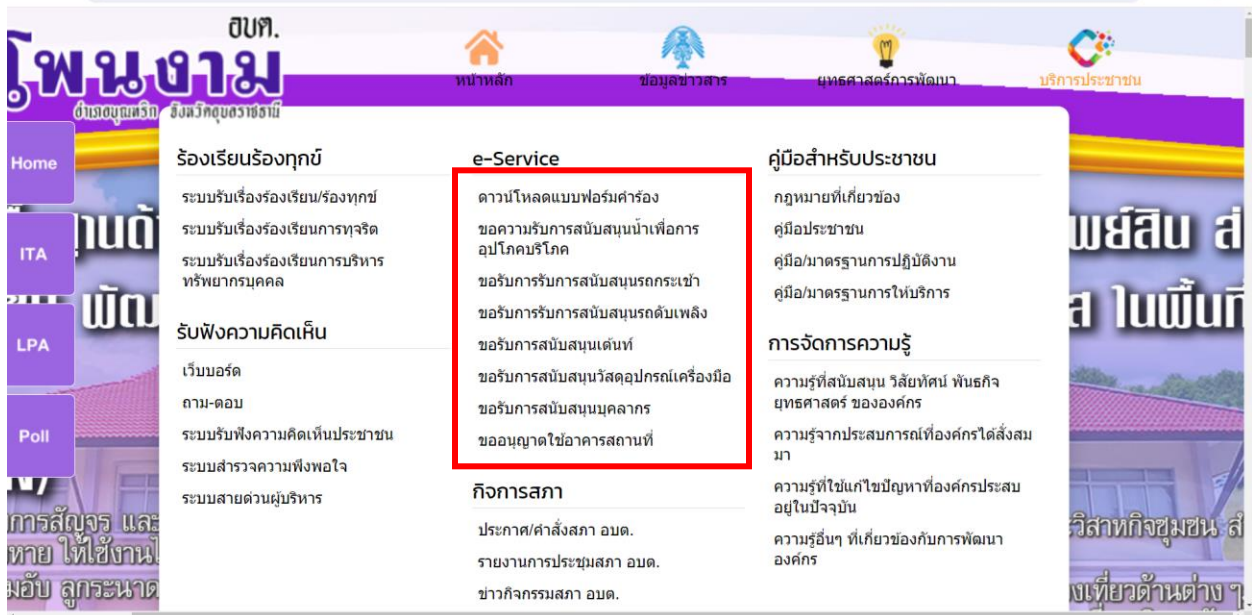 อบต.
โพนงาม
อำเภอบุณฑริก จังหวัดอุบลราชธานี
หน้าหลัก
ข้อมูลข่าวสาร
ยุทธศาสตร์การพัฒนา
บริการประชาชน
Home
ITA
LPA
Poll
ร้องเรียนร้องทุกข์
ระบบรับเรื่องร้องเรียน/ร้องทุกข์
ระบบรับเรื่องร้องเรียนการทุจริต
ระบบรับเรื่องร้องเรียนการบริหาร
ทรัพยากรบุคคล
รับฟังความคิดเห็น
เว็บบอร์ด
ถาม-ตอบ
ระบบรับฟังความคิดเห็นประชาชน
ระบบสำรวจความพึงพอใจ
ระบบสายด่วนผู้บริหาร
e-Service
ดาวน์โหลดแบบฟอร์มคำร้อง
ขอความรับการสนับสนุนน้ำเพื่อการ
อุปโภคบริโภค
ขอรับการรับการสนับสนุนรถกระเช้า
ขอรับการรับการสนับสนุนรถดับเพลิง
ขอรับการสนับสนุนเต้นท์
ขอรับการสนับสนุนวัสดุอุปกรณ์เครื่องมือ
ขอรับการสนับสนุนบุคลากร
ขออนุญาตใช้อาคารสถานที่
กิจการสภา
ประกาศ/คำสั่งสภา อบต.
รายงานการประชุมสภา อบต.
ข่าวกิจกรรมสภา อบต.
คู่มือสำหรับประชาชน
กฎหมายที่เกี่ยวข้อง
คู่มือประชาชน
คู่มือ/มาตรฐานการปฏิบัติงาน
คู่มือ/มาตรฐานการให้บริการ
การจัดการความรู้
ความรู้ที่สนับสนุน วิสัยทัศน์ พันธกิจ
ยุทธศาสตร์ ขององค์กร
ความรู้จากประสบการณ์ที่องค์กรได้สั่งสม
มา
ความรู้ที่ใช้แก้ไขปัญหาที่องค์กรประสบ
อยู่ในปัจจุบัน
ความรู้อื่นๆ ที่เกี่ยวข้องกับการพัฒนา
องค์กร